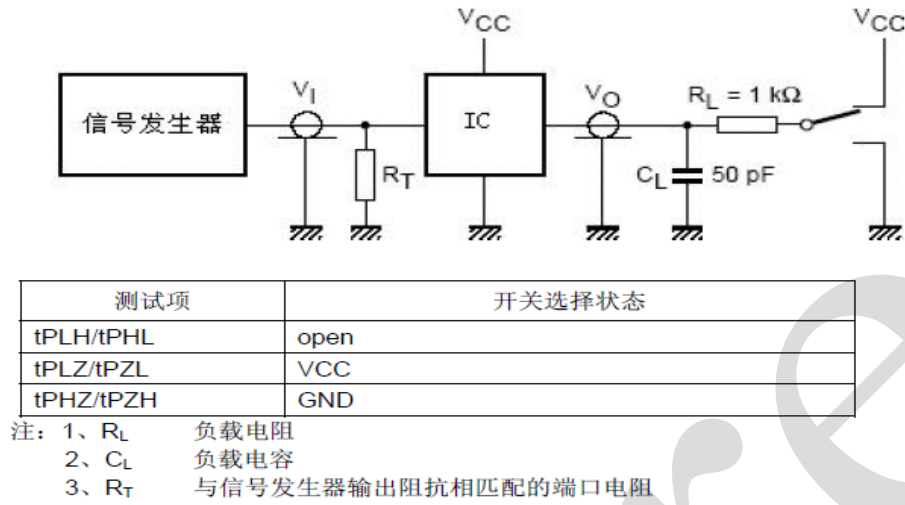 VCC
VCC
信号发生器
VI
IC
VO
RL = 1 kΩ
RT
CL
50 pF
测试项 开关选择状态
tPLH/tPHL open
tPLZ/tPZL VCC
tPHZ/tPZH GND
注：1、RL 负载电阻
2、CL 负载电容
3、RT 与信号发生器输出阻抗相匹配的端口电阻